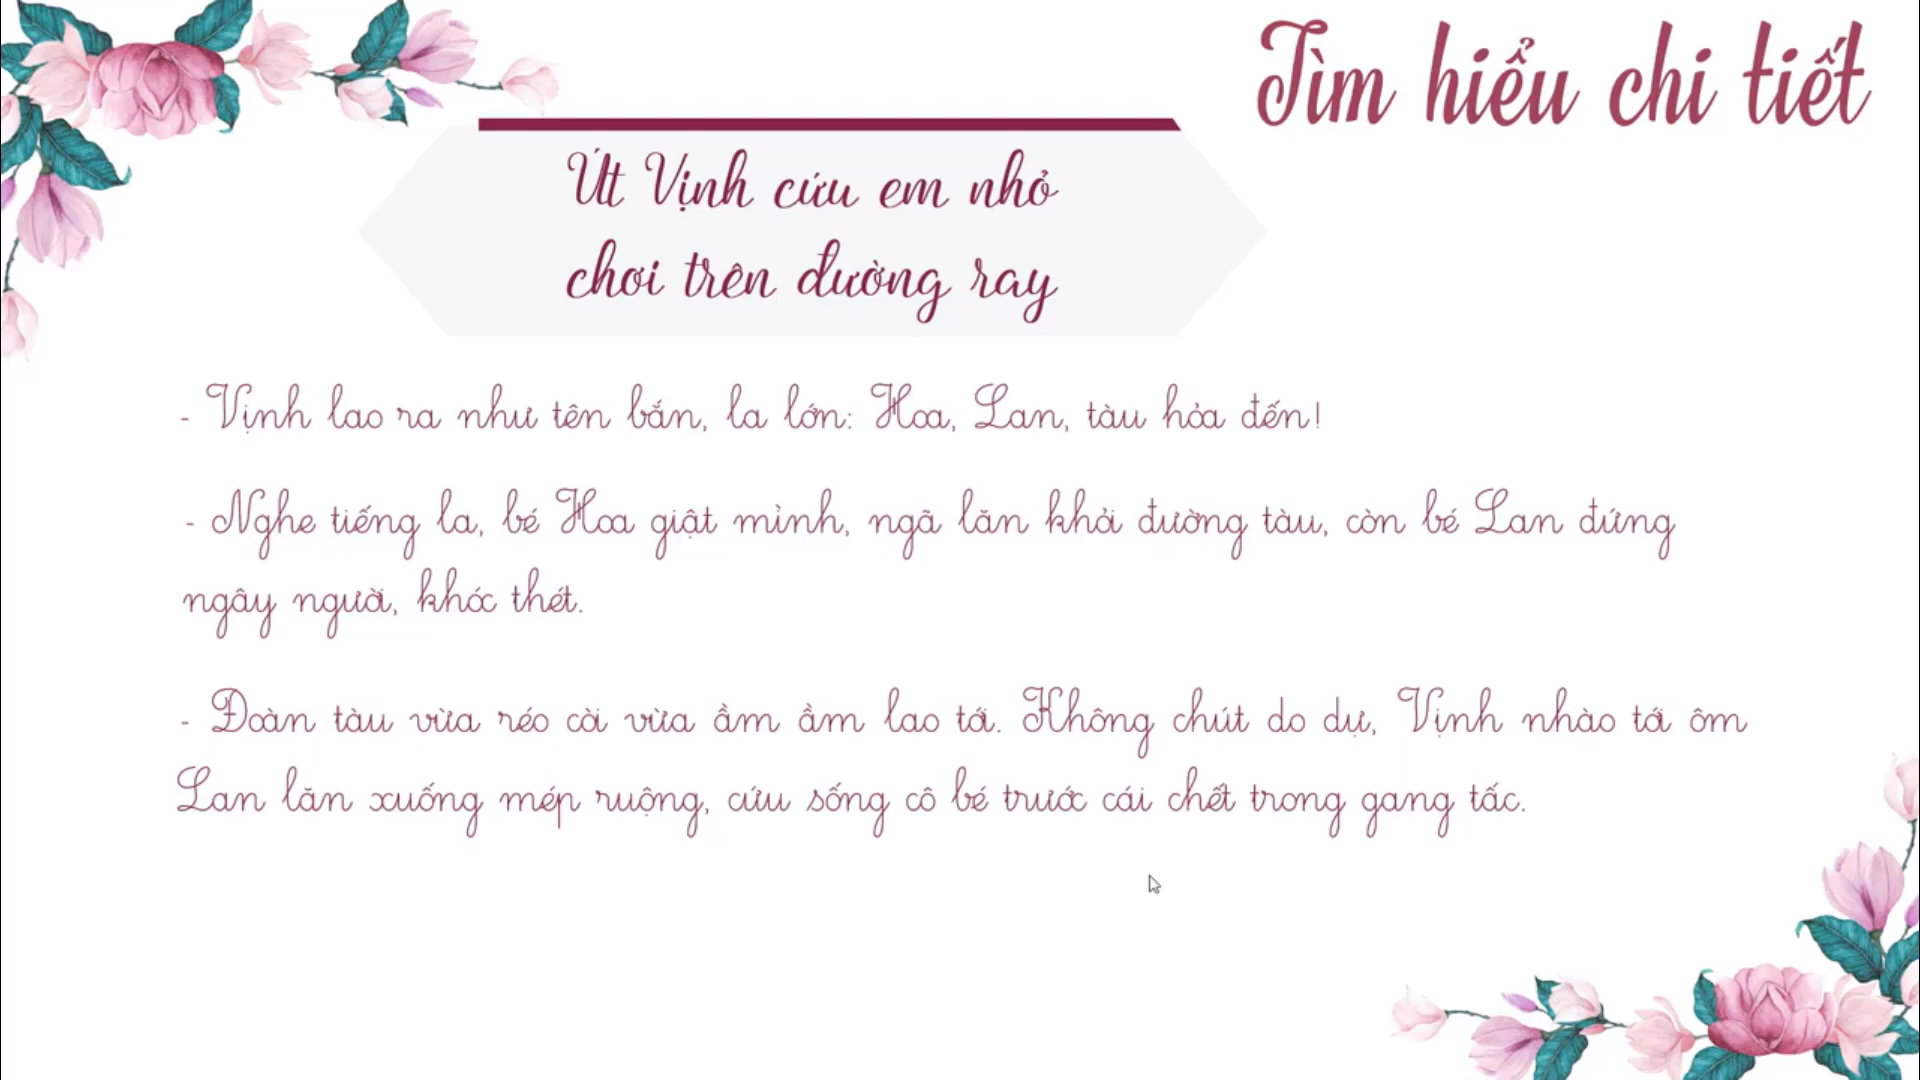 Tìm hiểu chi tiết
Út Vịnh cứu em nhỏ
chơi trên đường ray
- Vịnh lao ra như tên bắn, la lớn: Hoa, Lan, tàu hỏa đến!
- Nghe tiếng la, bé Hoa giật mình, ngã lăn khỏi đường tàu, còn bé Lan đứng
ngây người, khóc thét.
- Đoàn tàu vừa réo còi vừa ầm ầm lao tới. Không chút do dự, Vịnh nhào tới ôm
Lan lăn xuống mép ruộng, cứu sống cô bé trước cái chết trong gang tấc.